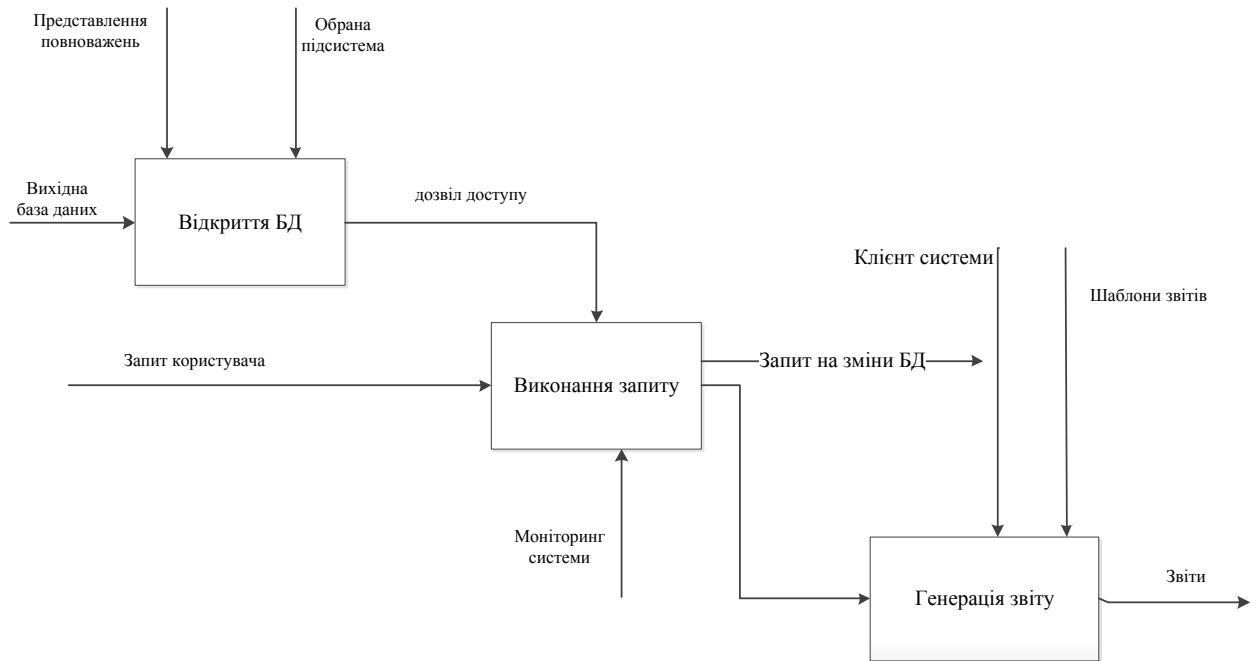 Представлення
повноважень
Обрана
підсистема
Вихідна
база даних
Відкриття БД
дозвіл доступу
Клієнт системи
Шаблони звітів
Запит користувача
Запит на зміни БД
Виконання запиту
Моніторинг
системи
Генерація звіту
Звіти